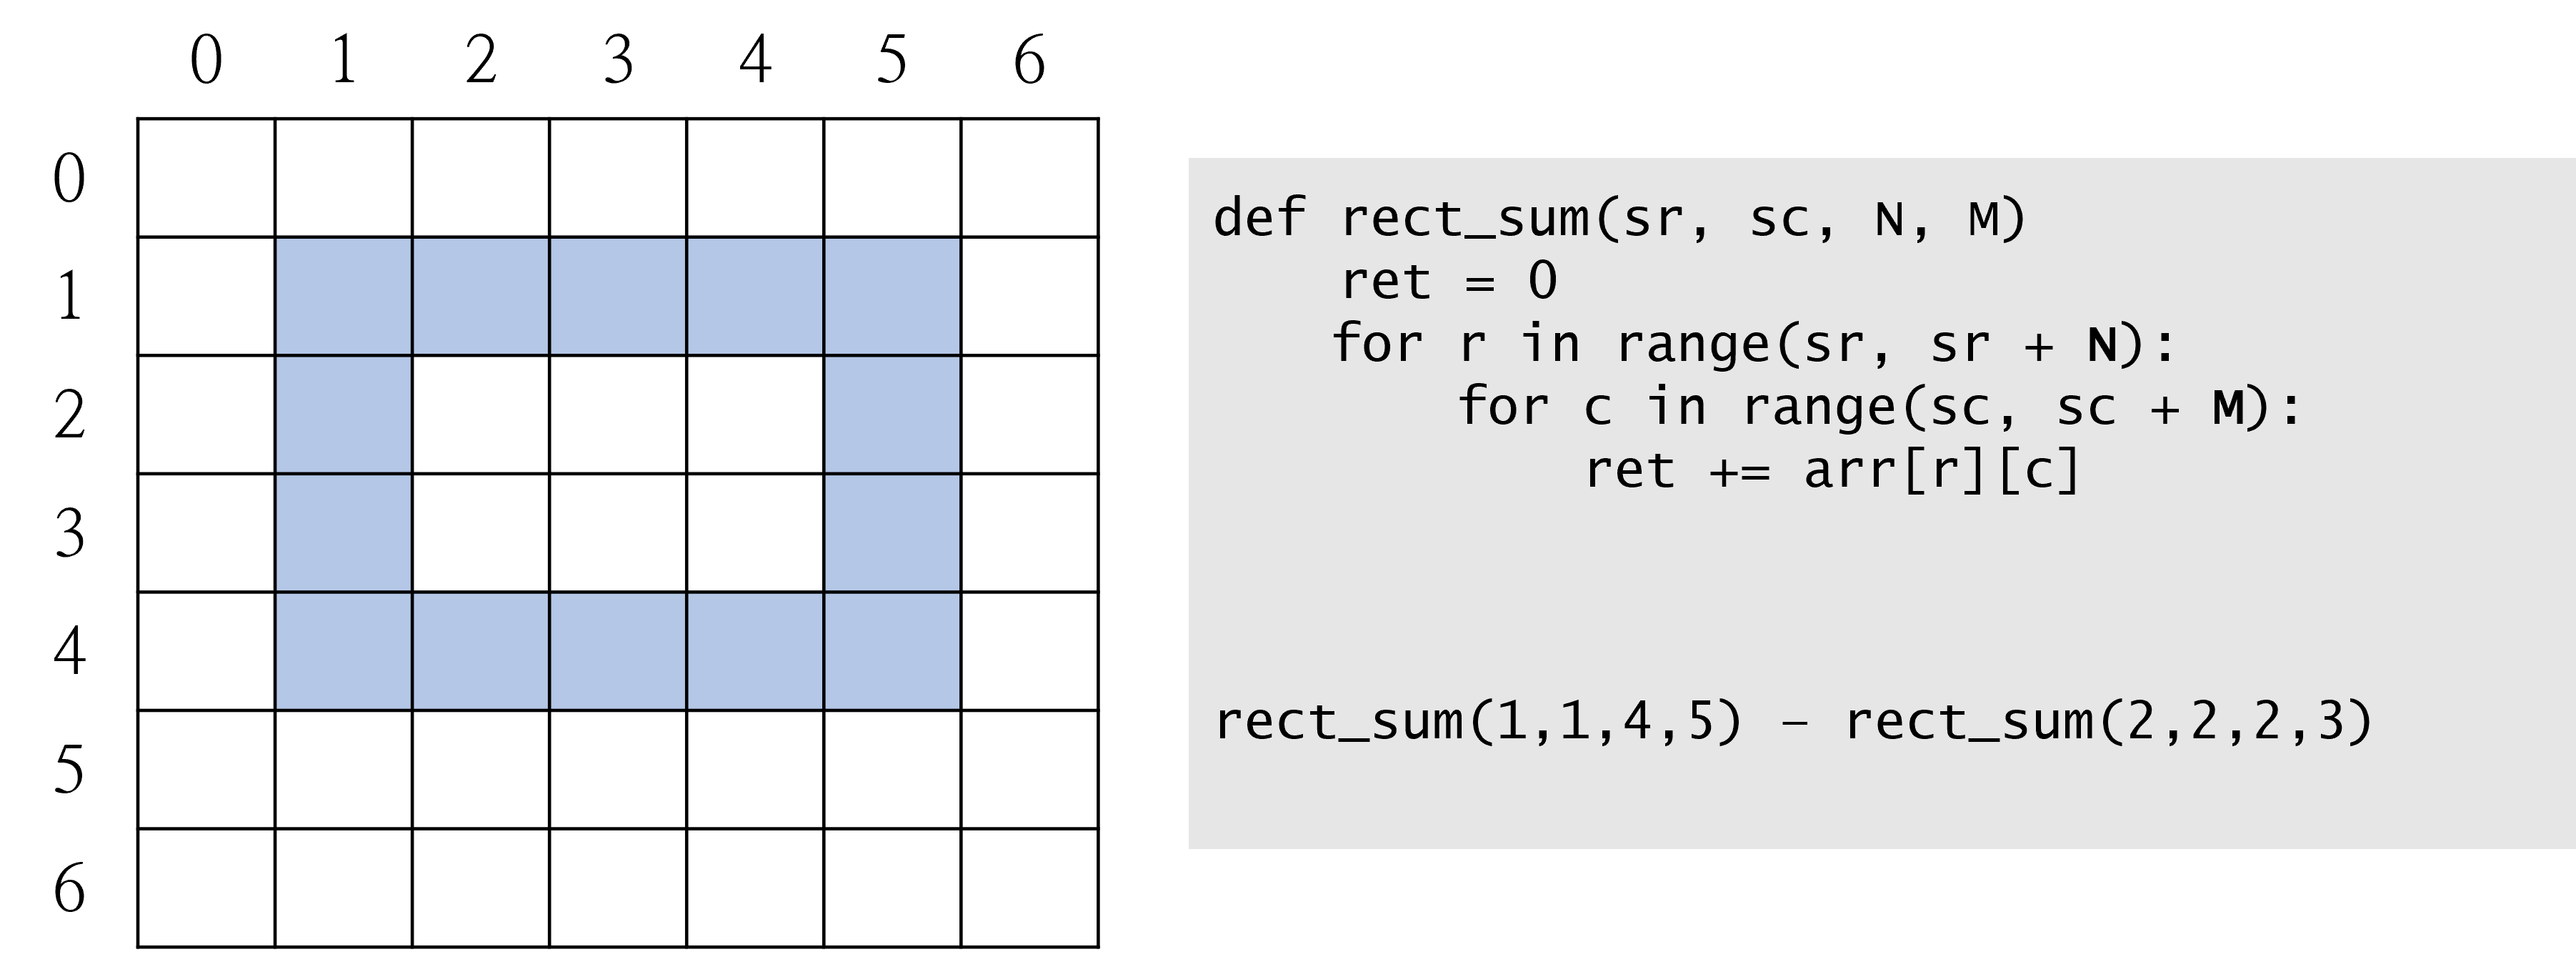 0 1 2 3 4 5 6
0
1
2
3
4
5
6
def rect_sum(sr, sc, N, M)
    ret = 0
    for r in range(sr, sr + N):
        for c in range(sc, sc + M):
            ret += arr[r][c]
rect_sum(1,1,4,5) – rect_sum(2,2,2,3)